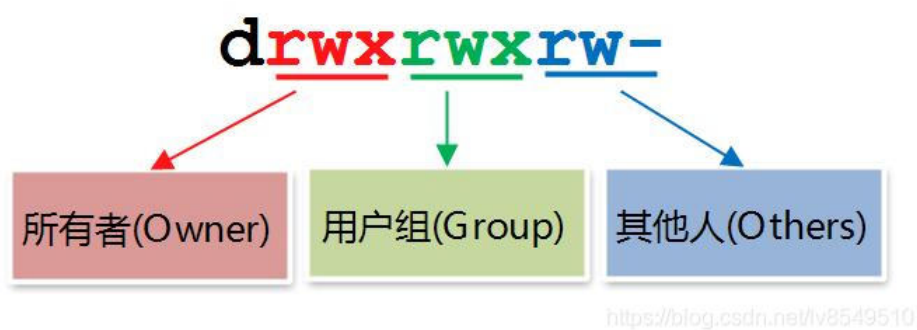 drwxrwxrw-
所有者(Owner)
用户组(Group)
其他人(Others)
https://blog.csdn.net/lv8549510